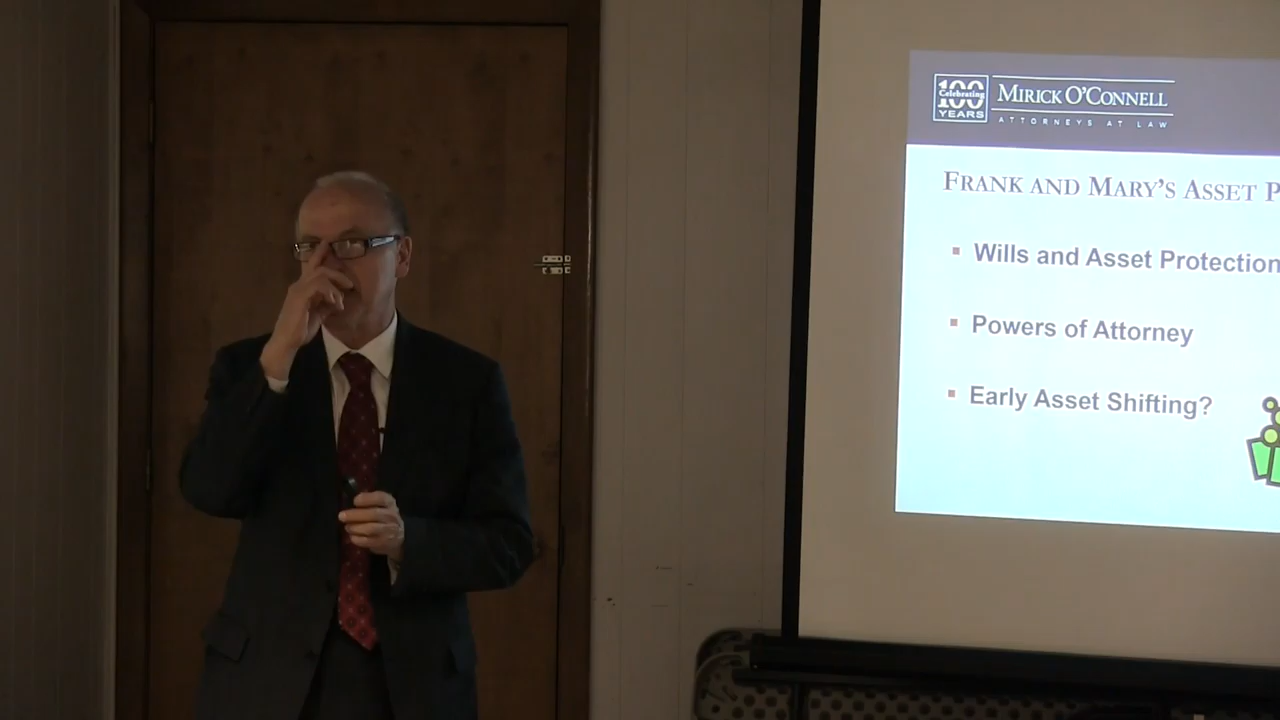 Celebrating
100
YEARS
MIRICK O'CONNELL
ATTORNEYS AT LAW
FRANK AND MARY'S ASSET P
Wills and Asset Protection
Powers of Attorney
Early Asset Shifting?